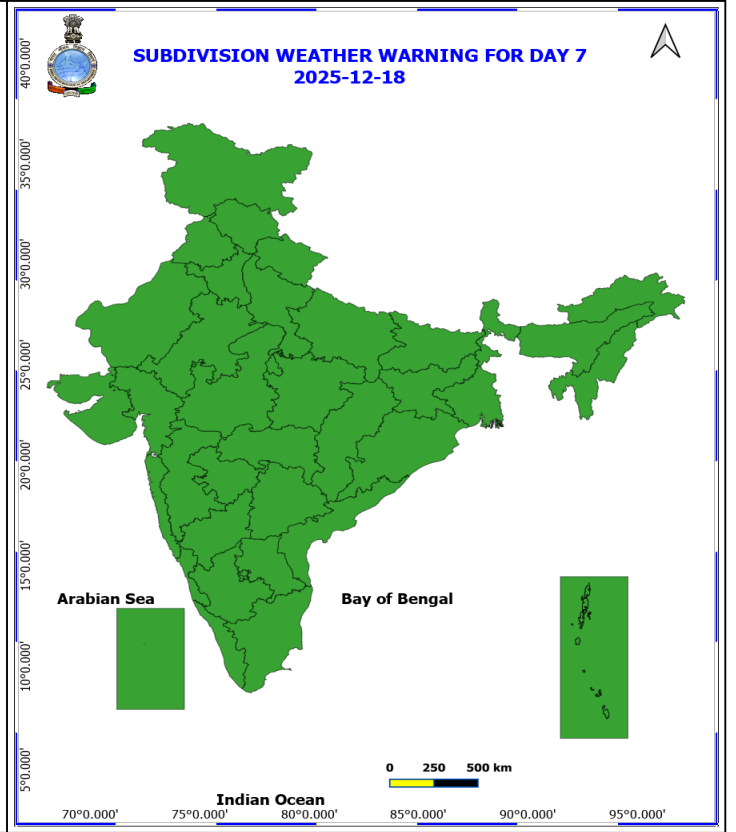 SUBDIVISION WEATHER WARNING FOR DAY 7
2025-12-18
40°0.000'
35°0.000'
30°0.000'
25°0.000'
20°0.000'
15°0.000'
10°0.000'
5°0.000'
Arabian Sea
Bay of Bengal
0 250 500 km
Indian Ocean
70°0.000' 75°0.000' 80°0.000' 85°0.000' 90°0.000' 95°0.000'